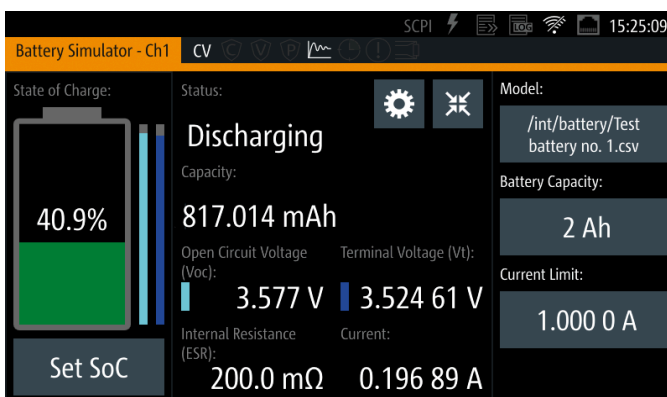 SCPI LOG 15:25:09
Battery Simulator - Ch1 CV C V P
State of Charge:
40.9%
Set SoC
Status:
Discharging
Capacity:
817.014 mAh
Open Circuit Voltage
(Voc):
3.577 V
Terminal Voltage (Vt):
3.524 61 V
Internal Resistance
(ESR):
200.0 mΩ
Current:
0.196 89 A
Model:
/int/battery/Test
battery no. 1.csv
Battery Capacity:
2 Ah
Current Limit:
1.000 0 A